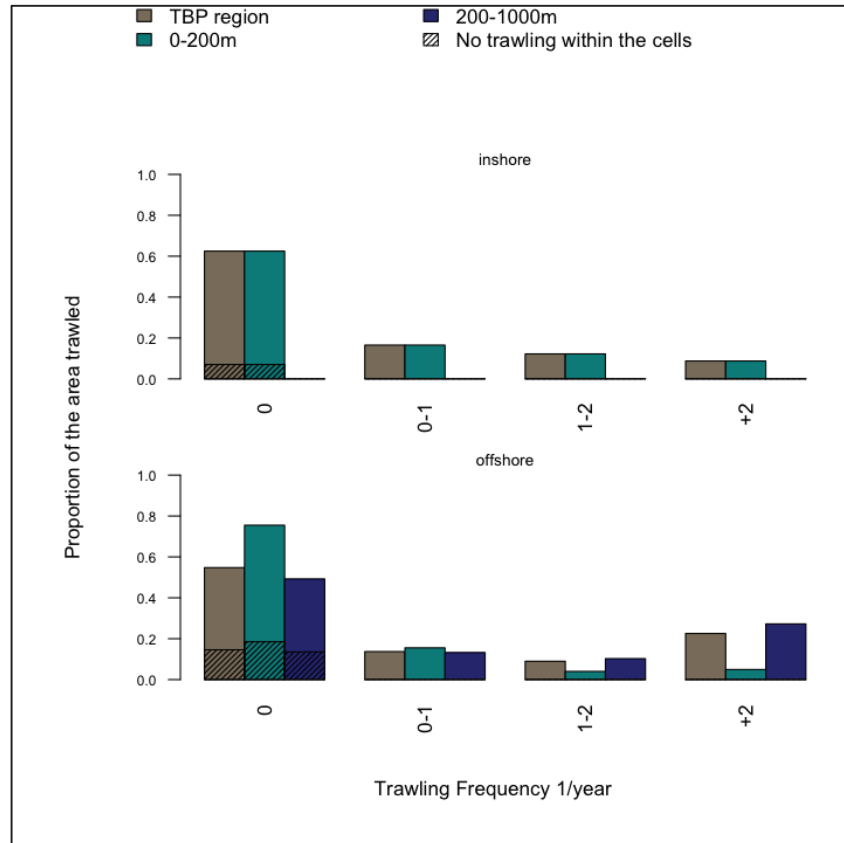 TBP region
200-1000m
0-200m
No trawling within the cells
inshore
1.0
0.8
0.6
0.4
0.2
0.0
0
0-1
1-2
+2
Proportion of the area trawled
offshore
1.0
0.8
0.6
0.4
0.2
0.0
0
0-1
1-2
+2
Trawling Frequency 1/year